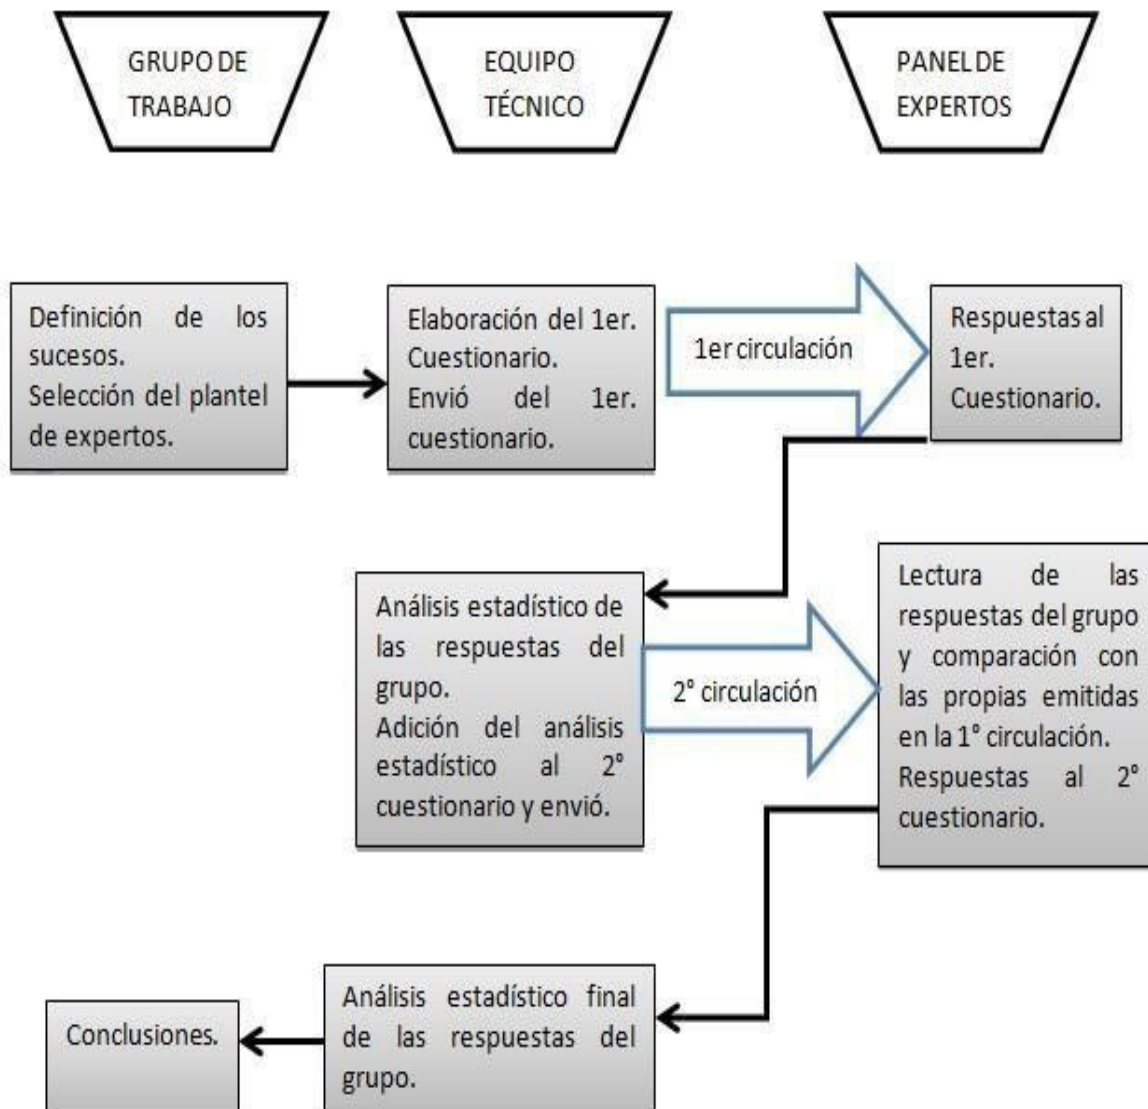 GRUPO DE
TRABAJO
EQUIPO
TÉCNICO
PANEL DE
EXPERTOS
Definición de los
sucesos.
Selección del plantel
de expertos.
Elaboración del 1er.
Cuestionario.
Envió del 1er.
cuestionario.
1er circulación
Respuestas al
1er.
Cuestionario.
Análisis estadístico de
las respuestas del
grupo.
Adición del análisis
estadístico al 2°
cuestionario y envió.
2° circulación
Lectura de las
respuestas del grupo
y comparación con
las propias emitidas
en la 1° circulación.
Respuestas al 2°
cuestionario.
Análisis estadístico final
de las respuestas del
grupo.
Conclusiones.